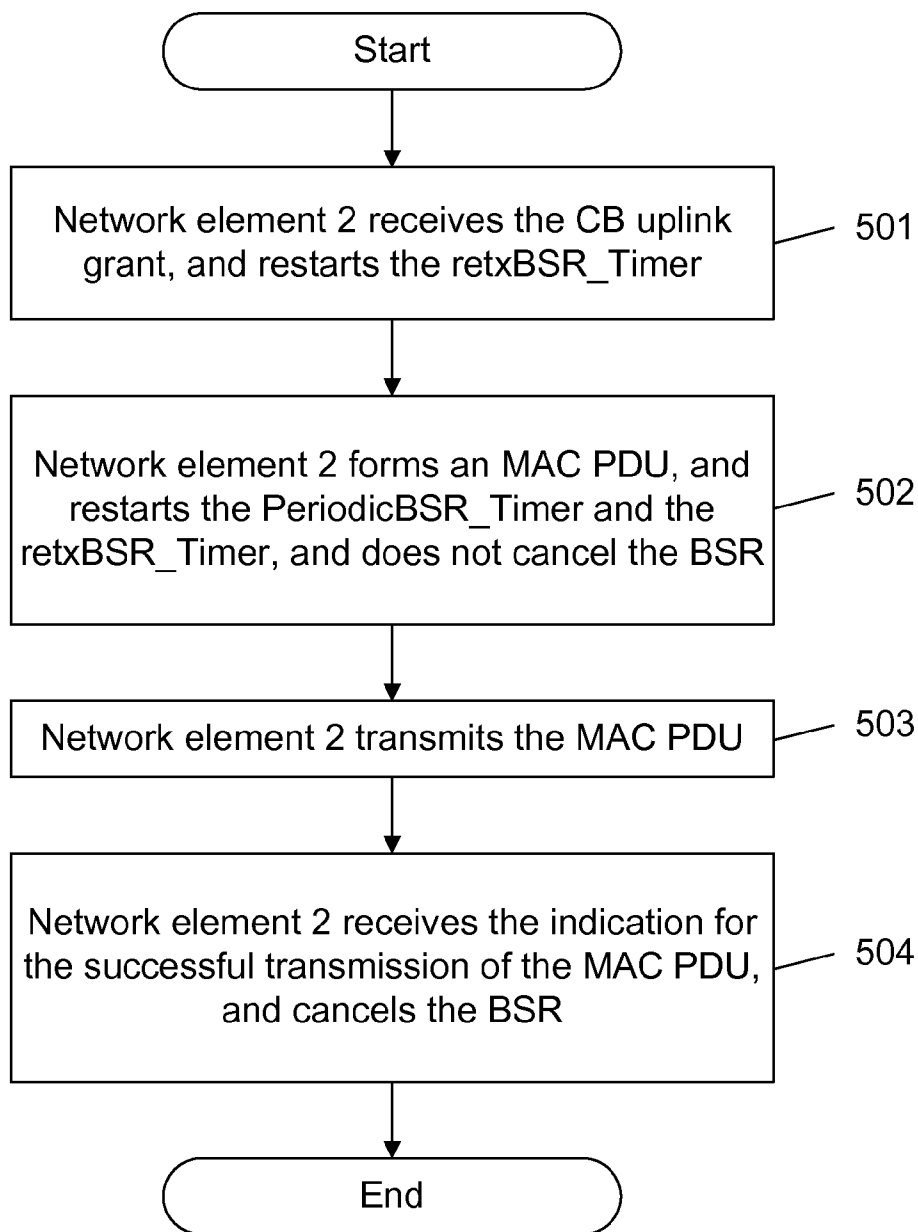 Start
Network element 2 receives the CB uplink
grant, and restarts the retxBSR_Timer
501
Network element 2 forms an MAC PDU, and
restarts the PeriodicBSR_Timer and the
retxBSR_Timer, and does not cancel the BSR
502
Network element 2 transmits the MAC PDU
503
Network element 2 receives the indication for
the successful transmission of the MAC PDU,
and cancels the BSR
504
End